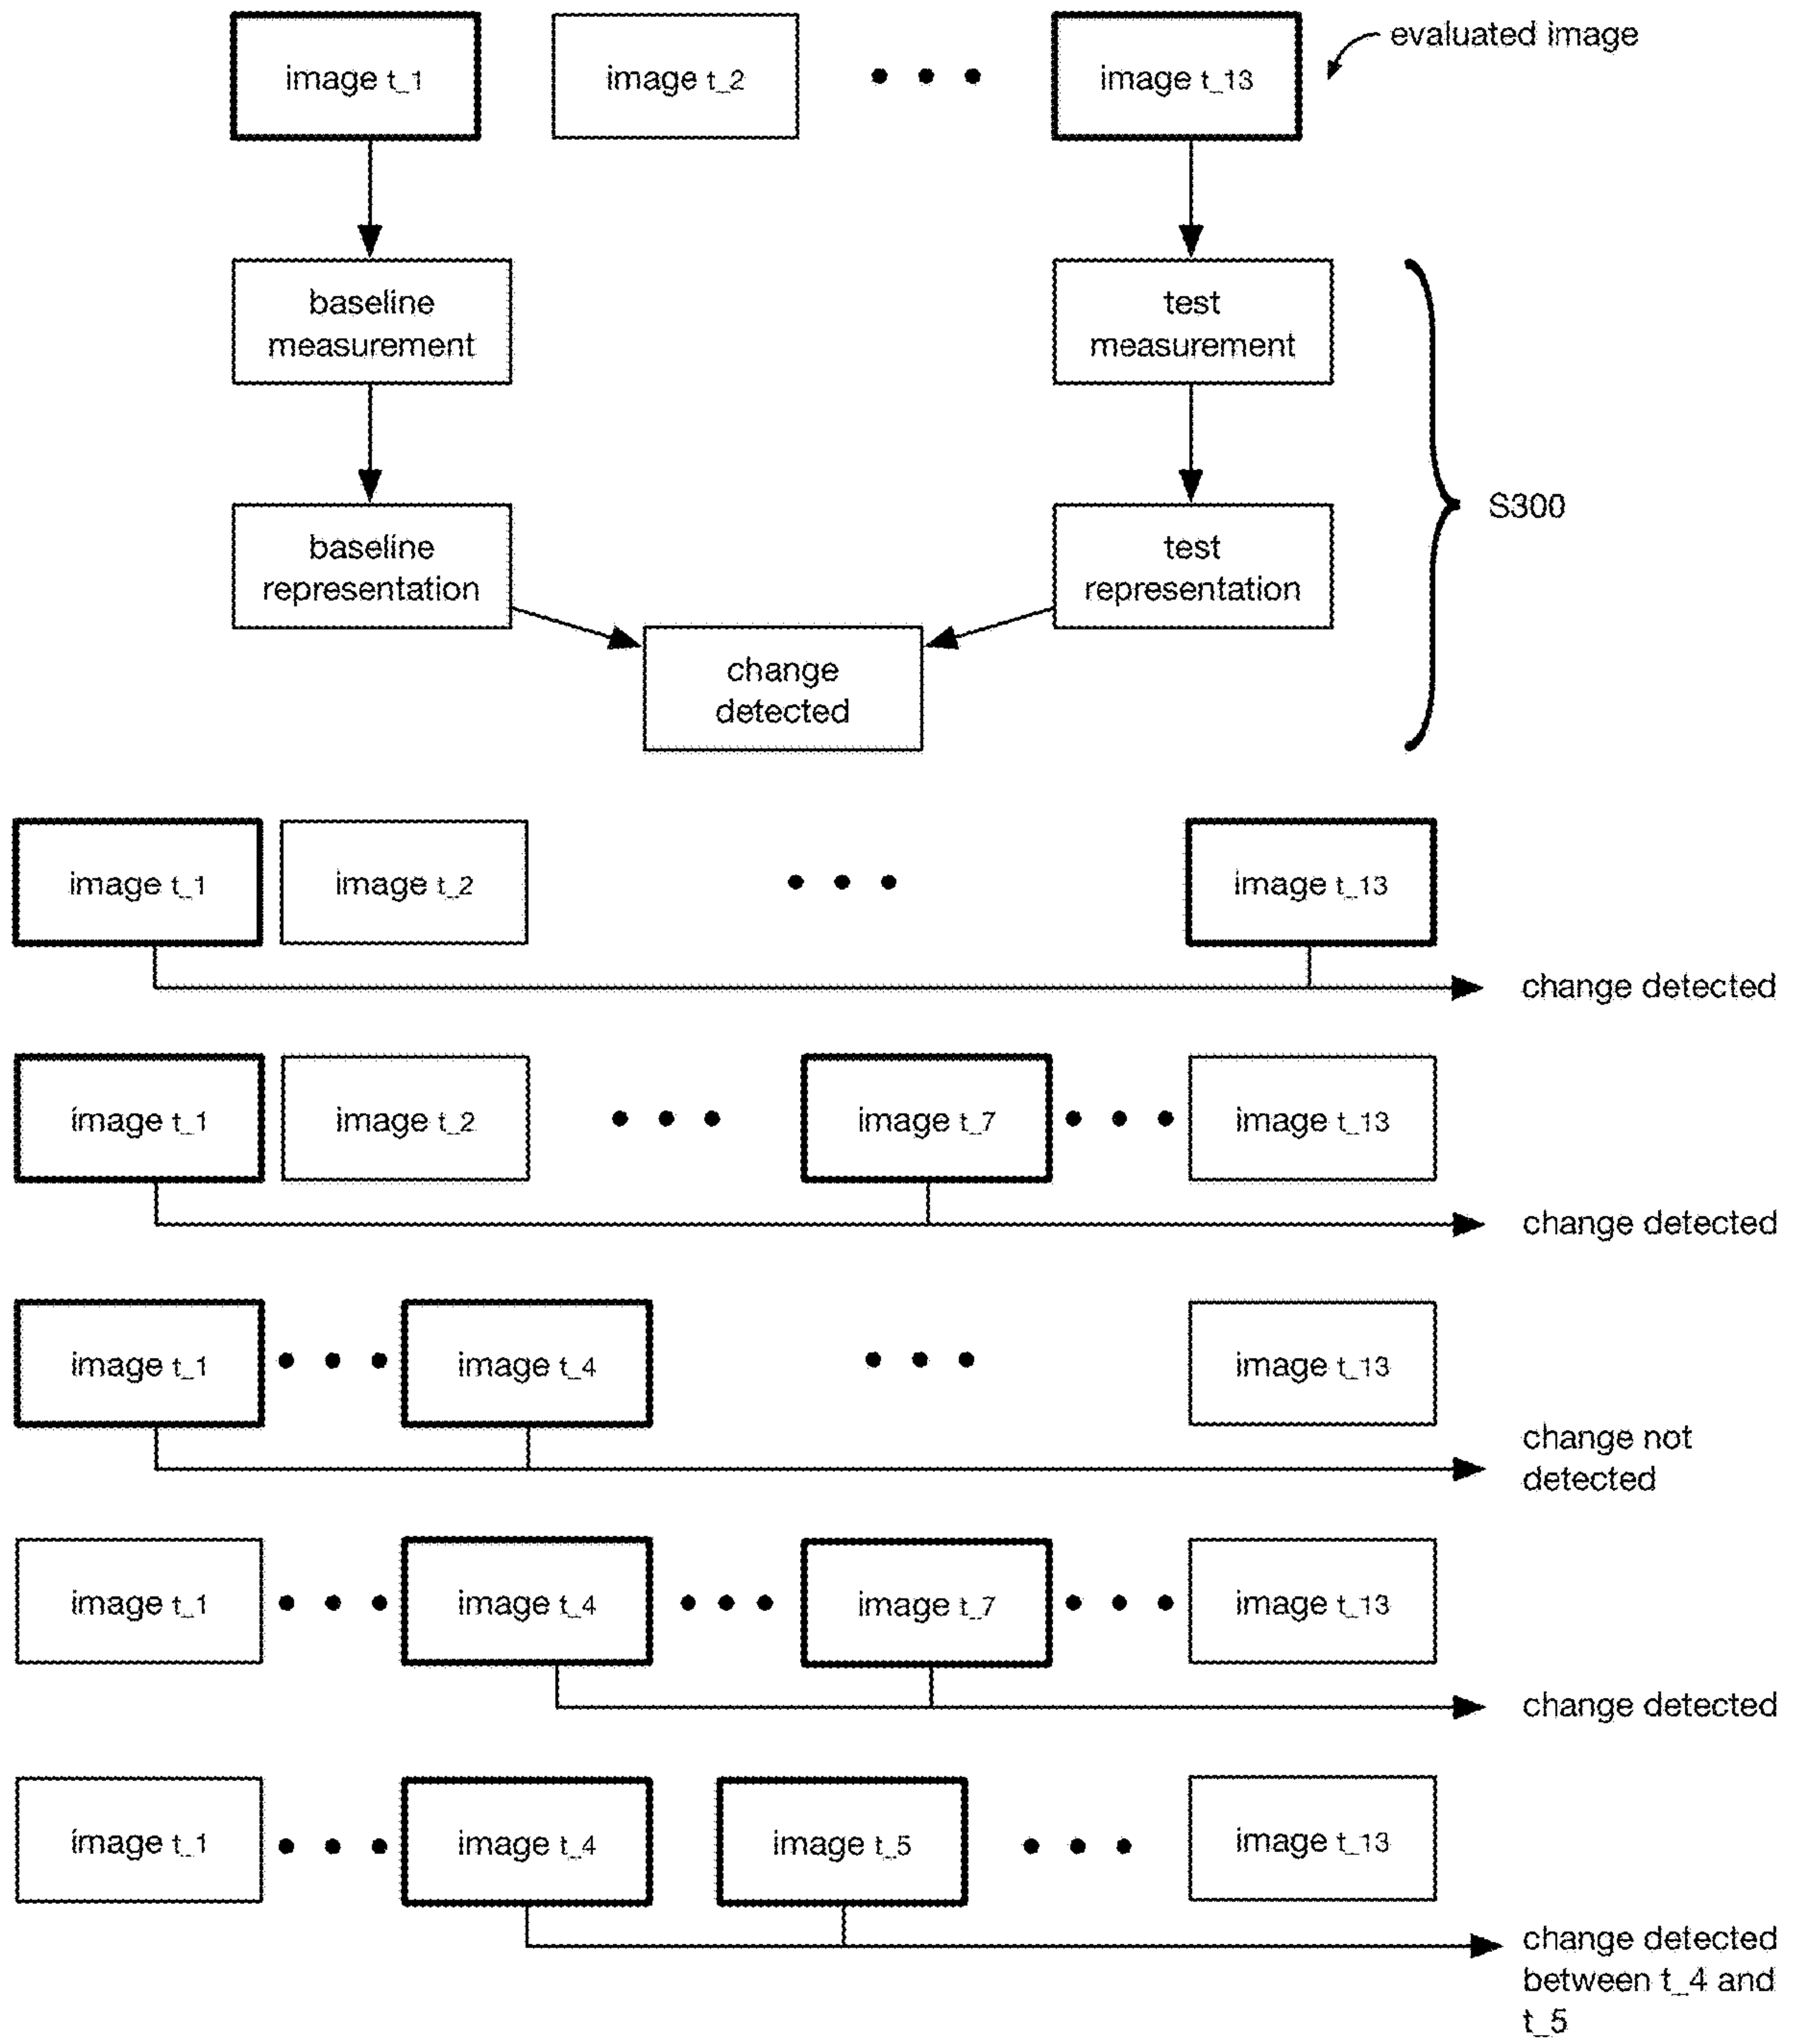 image t_1
image t_2
image t_13
evaluated image
baseline
measurement
test
measurement
S300
baseline
representation
test
representation
change
detected
image t_1
image t_2
image t_13
change detected
image t_1
image t_2
image t_7
image t_13
change detected
image t_1
image t_4
image t_13
change not
detected
image t_1
image t_4
image t_7
image t_13
change detected
image t_1
image t_4
image t_5
image t_13
change detected
between t_4 and
t_5